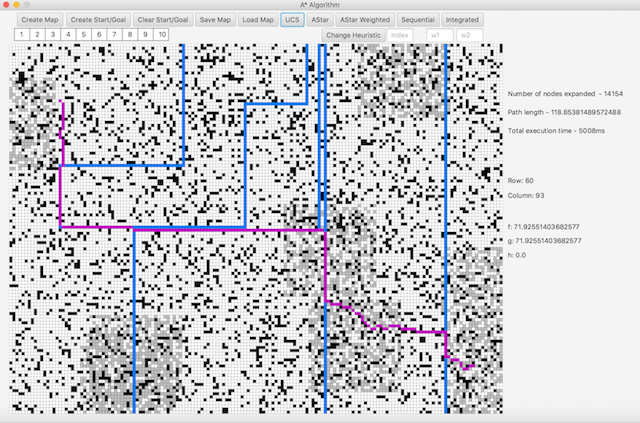 A* Algorithm
Create Map Create Start/Goal Clear Start/Goal Save Map Load Map UCS AStar AStar Weighted Sequential Integrated
1 2 3 4 5 6 7 8 9 10 Change Heuristic Index w1 w2
Number of nodes expanded - 14154
Path length - 118.85381489572488
Total execution time - 5008ms
Row: 60
Column: 93
f: 71.92551403682577
g: 71.92551403682577
h: 0.0